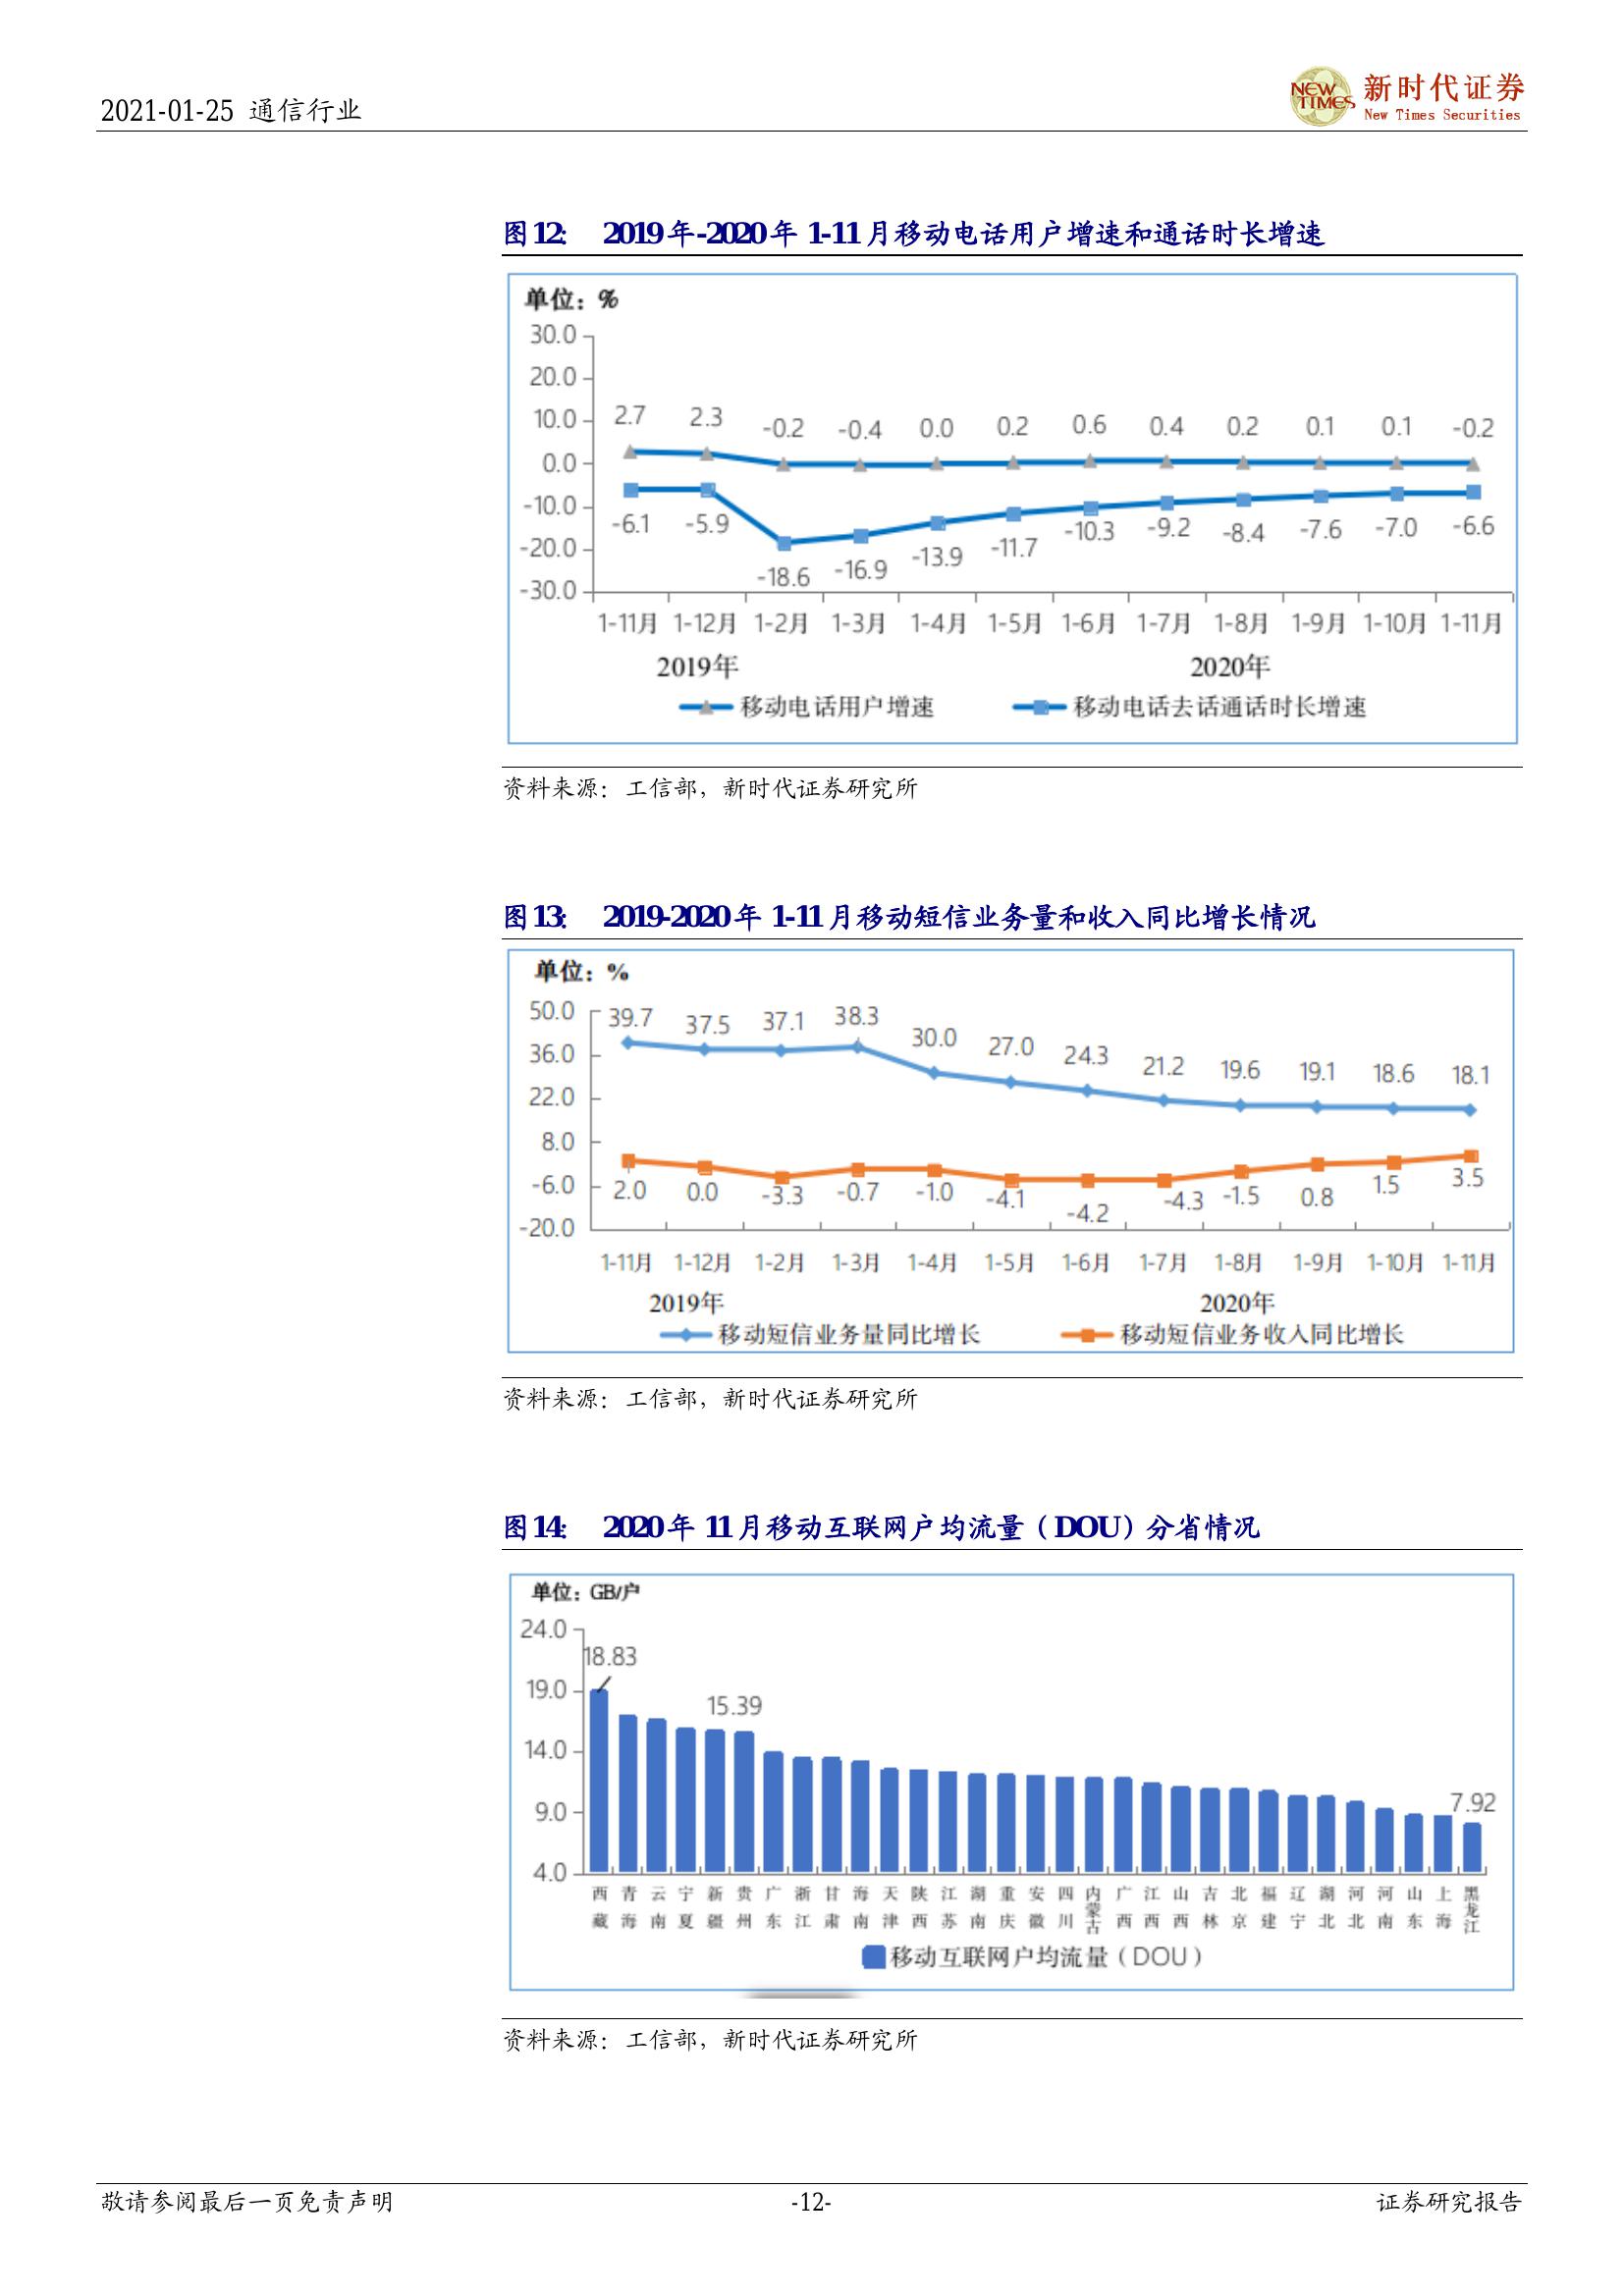 2021-01-25 通信行业
NEW TIMES 新时代证券
New Times Securities
图12: 2019年-2020年 1-11月移动电话用户增速和通话时长增速
单位：%
30.0
20.0
10.0
0.0
-10.0
-20.0
-30.0
2.7 2.3 -0.2 -0.4 0.0 0.2 0.6 0.4 0.2 0.1 0.1 -0.2
-6.1 -5.9 -18.6 -16.9 -13.9 -11.7 -10.3 -9.2 -8.4 -7.6 -7.0 -6.6
1-11月 1-12月 1-2月 1-3月 1-4月 1-5月 1-6月 1-7月 1-8月 1-9月 1-10月 1-11月
2019年 2020年
移动电话用户增速 移动电话去话通话时长增速
资料来源：工信部，新时代证券研究所
图13: 2019-2020年 1-11月移动短信业务量和收入同比增长情况
单位：%
50.0
36.0
22.0
8.0
-6.0
-20.0
39.7 37.5 37.1 38.3 30.0 27.0 24.3 21.2 19.6 19.1 18.6 18.1
2.0 0.0 -3.3 -0.7 -1.0 -4.1 -4.2 -4.3 -1.5 0.8 1.5 3.5
1-11月 1-12月 1-2月 1-3月 1-4月 1-5月 1-6月 1-7月 1-8月 1-9月 1-10月 1-11月
2019年 2020年
移动短信业务量同比增长 移动短信业务收入同比增长
资料来源：工信部，新时代证券研究所
图14: 2020年 11月移动互联网户均流量（DOU）分省情况
单位：GB/户
24.0
19.0
14.0
9.0
4.0
18.83 15.39 7.92
西藏 青海 云南 宁夏 新疆 贵州 广东 浙江 甘肃 海南 天津 陕西 江苏 湖南 重庆 安徽 四川 内蒙古 广西 江西 山西 吉林 北京 福建 辽宁 湖北 河北 河南 山东 上海 黑龙江
移动互联网户均流量（DOU）
资料来源：工信部，新时代证券研究所
敬请参阅最后一页免责声明 -12- 证券研究报告